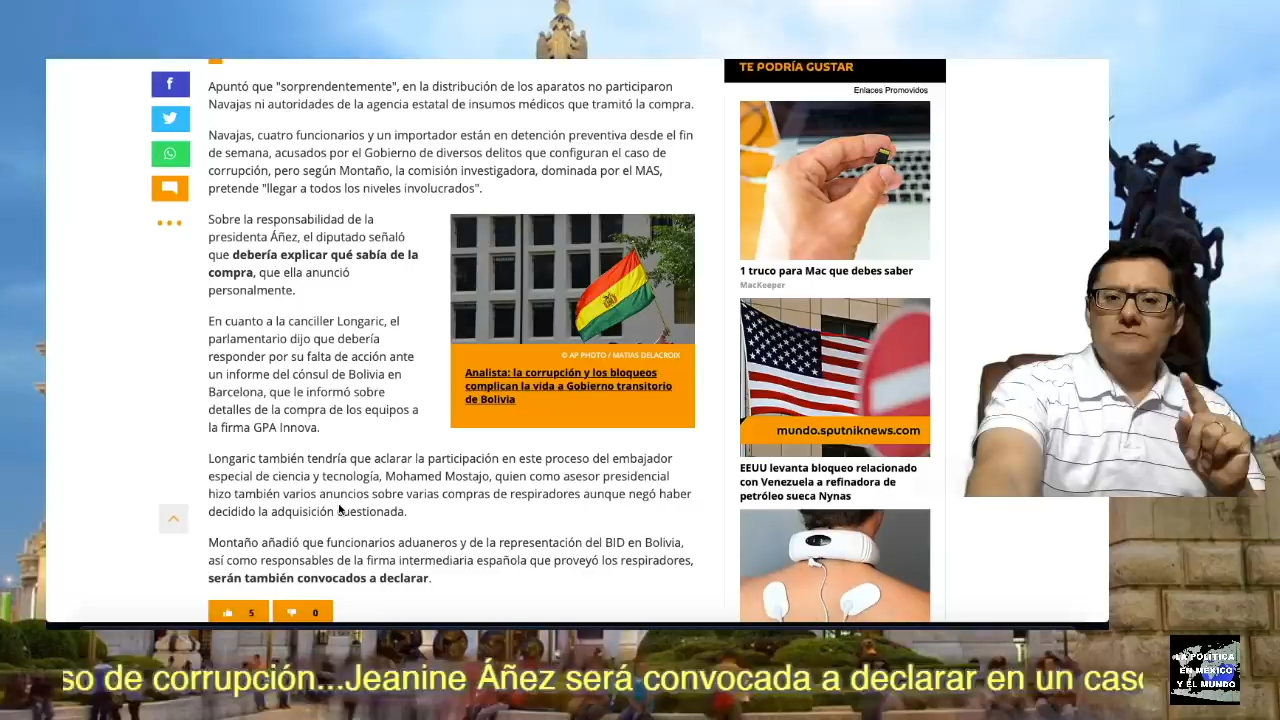 Apuntó que "sorprendentemente", en la distribución de los aparatos no participaron
Navajas ni autoridades de la agencia estatal de insumos médicos que tramitó la compra.
Navajas, cuatro funcionarios y un importador están en detención preventiva desde el fin
de semana, acusados por el Gobierno de diversos delitos que configuran el caso de
corrupción, pero según Montaño, la comisión investigadora, dominada por el MAS,
pretende "llegar a todos los niveles involucrados".
Sobre la responsabilidad de la
presidenta Áñez, el diputado señaló
que debería explicar qué sabía de la
compra, que ella anunció
personalmente.
En cuanto a la canciller Longaric, el
parlamentario dijo que debería
responder por su falta de acción ante
un informe del cónsul de Bolivia en
Barcelona, que le informó sobre
detalles de la compra de los equipos a
la firma GPA Innova.
© AP PHOTO / MATIAS DELACROIX
Analista: la corrupción y los bloqueos
complican la vida a Gobierno transitorio
de Bolivia
Longaric también tendría que aclarar la participación en este proceso del embajador
especial de ciencia y tecnología, Mohamed Mostajo, quien como asesor presidencial
hizo también varios anuncios sobre varias compras de respiradores aunque negó haber
decidido la adquisición cuestionada.
Montaño añadió que funcionarios aduaneros y de la representación del BID en Bolivia,
así como responsables de la firma intermediaria española que proveyó los respiradores,
serán también convocados a declarar.
5 0
TE PODRÍA GUSTAR
Enlaces Promovidos
1 truco para Mac que debes saber
MacKeeper
mundo.sputniknews.com
EEUU levanta bloqueo relacionado
con Venezuela a refinadora de
petróleo sueca Nynas
so de corrupción...Jeanine Áñez será convocada a declarar en un caso
LA POLÍTICA
EN MÉXICO
Y EL MUNDO